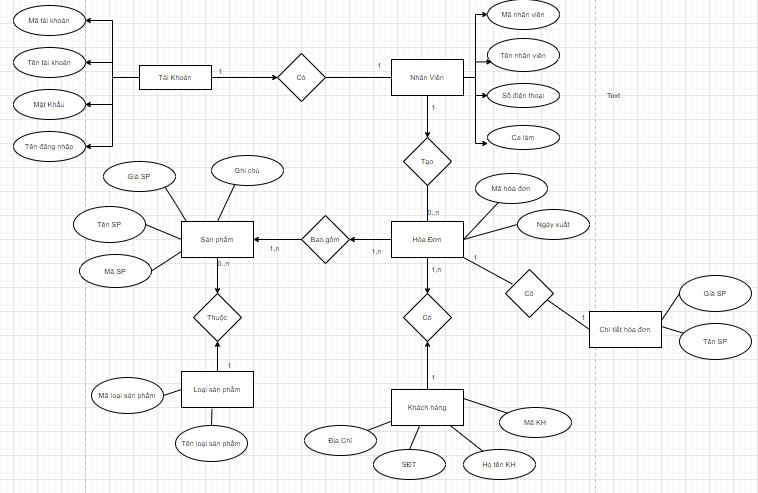 Mã tài khoản
Tên tài khoản
Mật Khẩu
Tên đăng nhập
Tài Khoản
1
Có
1
Nhân Viên
Mã nhân viên
Tên nhân viên
Số điện thoại
Ca làm
Text
1
Tạo
0..n
Giá SP
Ghi chú
Tên SP
Mã SP
Sản phẩm
1,n
Bao gồm
1,n
Hóa Đơn
Mã hóa đơn
Ngày xuất
0..n
1,n
1
Có
1
Chi tiết hóa đơn
Giá SP
Tên SP
Thuộc
1
Loại sản phẩm
Mã loại sản phẩm
Tên loại sản phẩm
Có
1
Khách hàng
Địa Chỉ
SĐT
Họ tên KH
Mã KH